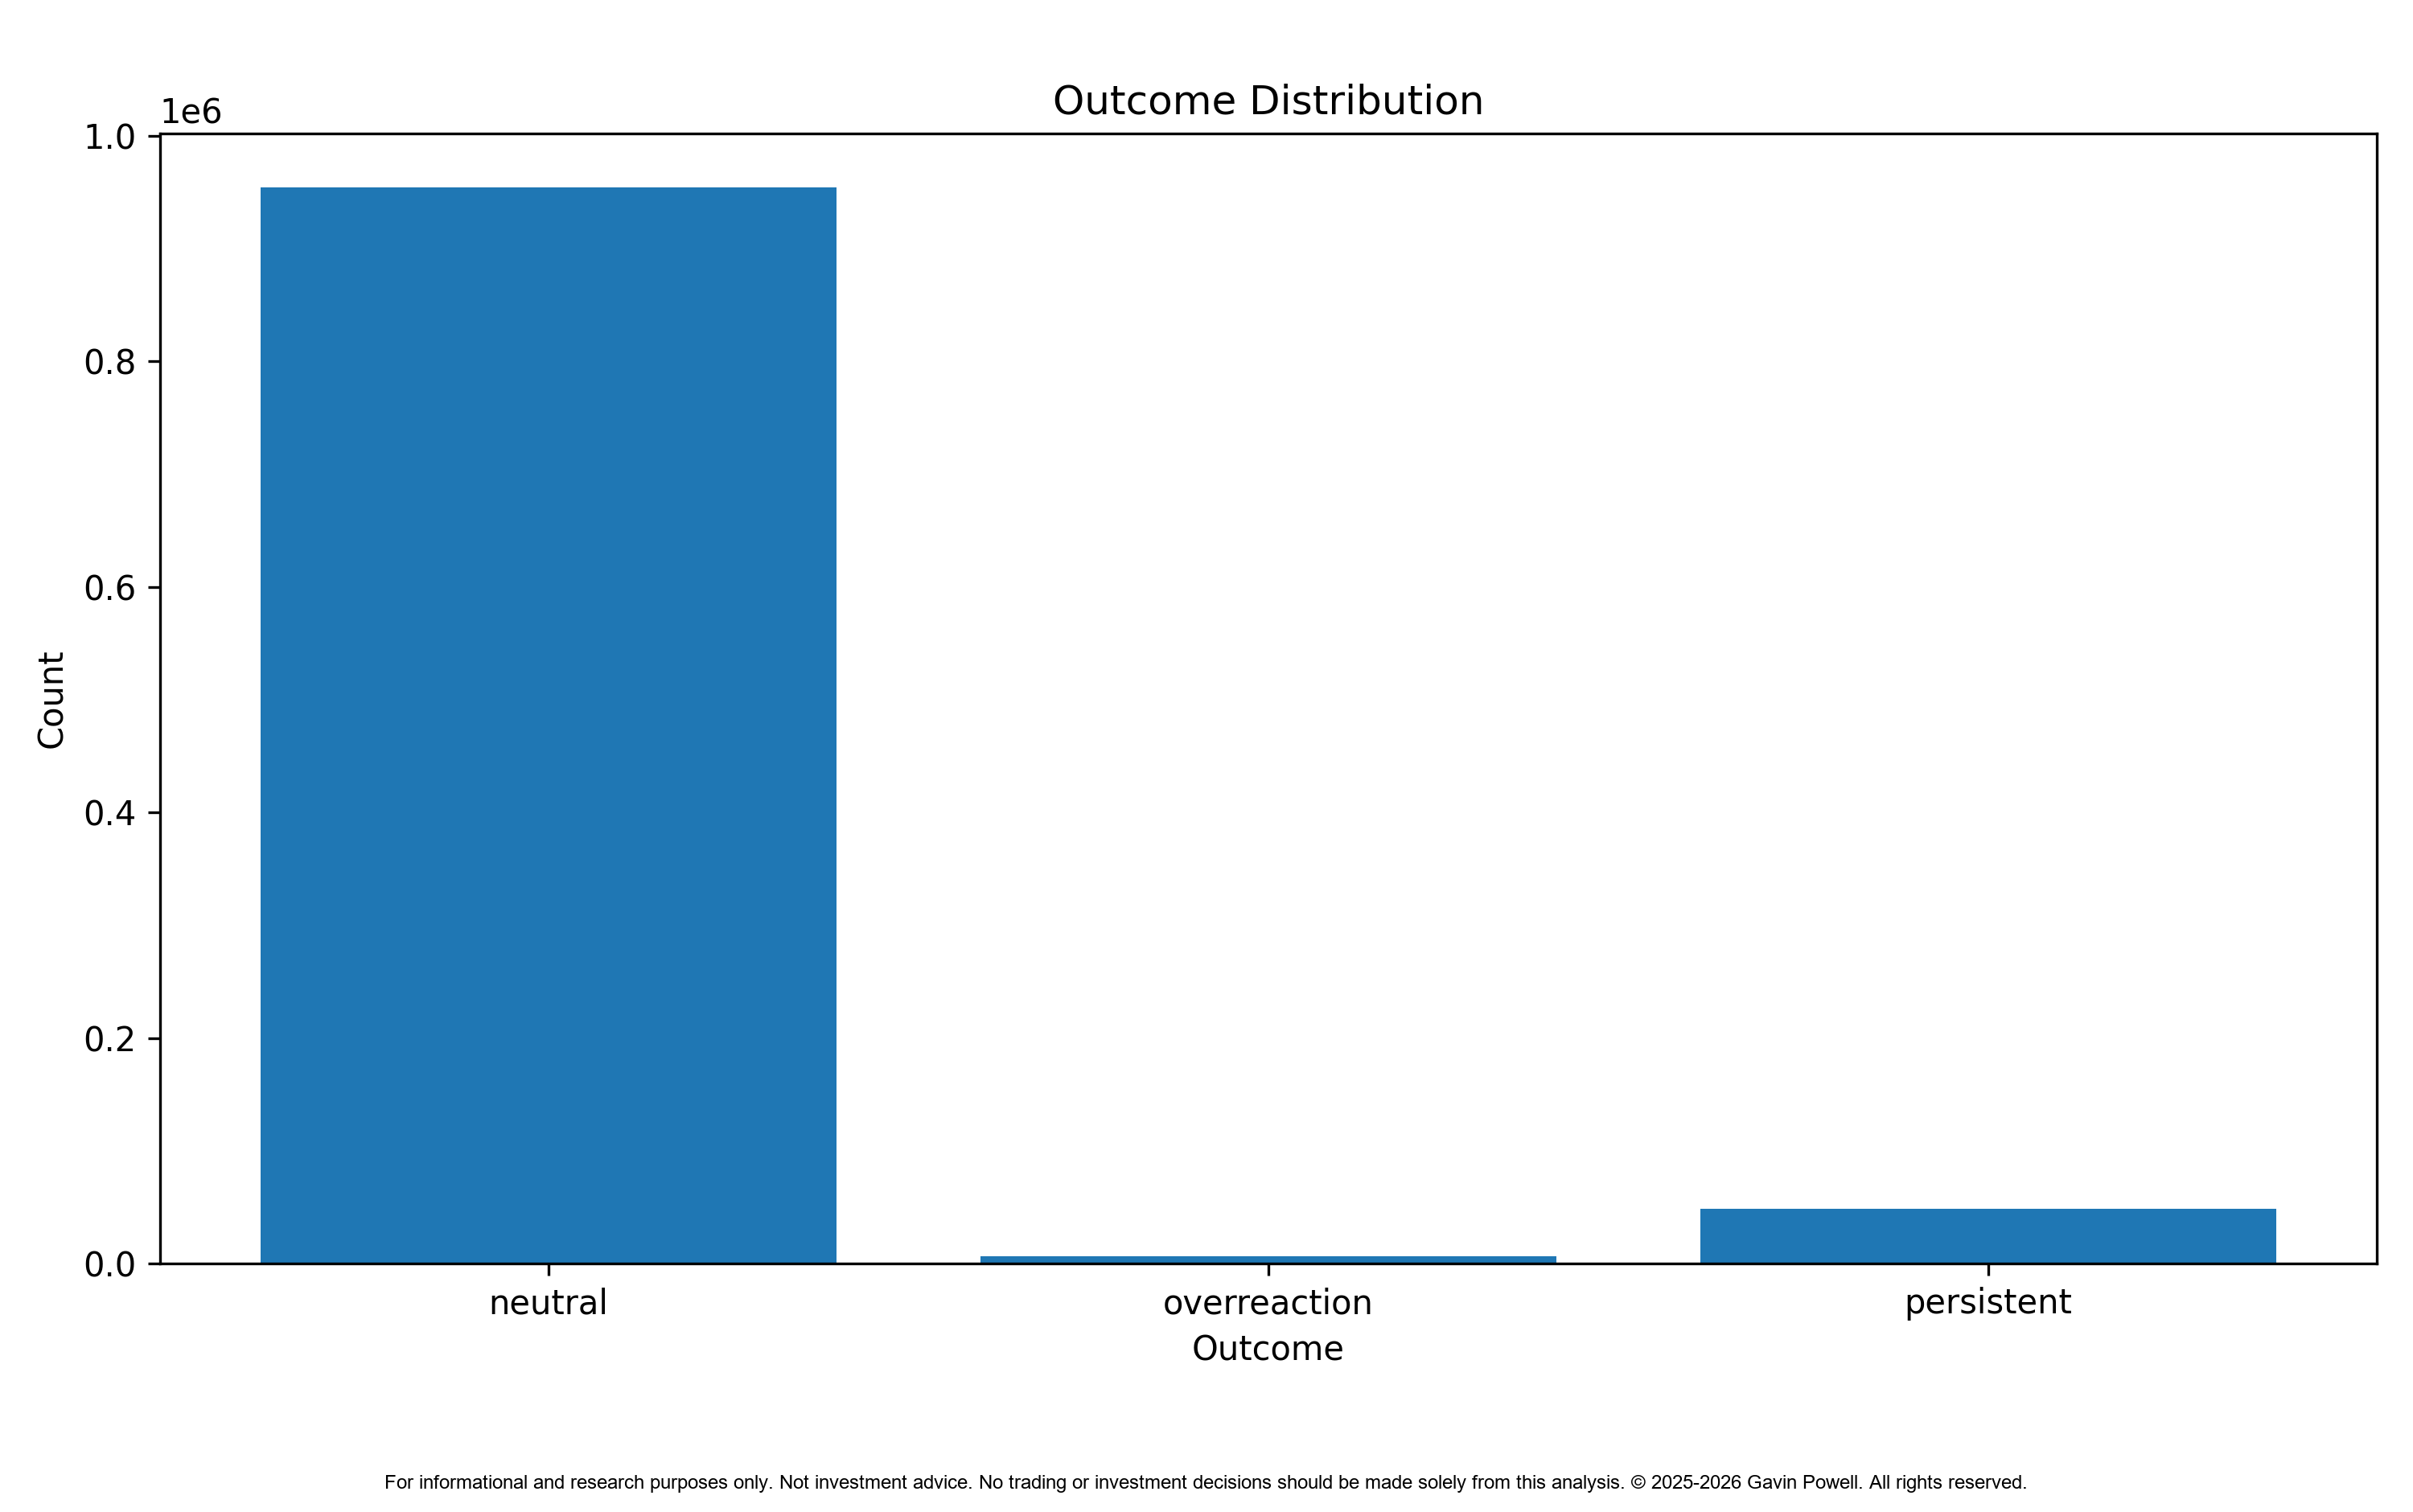 Outcome Distribution
1e6
1.0
0.8
0.6
0.4
0.2
0.0
Count
neutral overreaction persistent
Outcome
For informational and research purposes only. Not investment advice. No trading or investment decisions should be made solely from this analysis. © 2025-2026 Gavin Powell. All rights reserved.